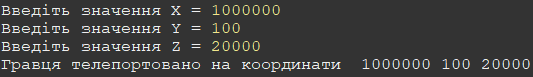 Введіть значення X = 1000000
Введіть значення Y = 100
Введіть значення Z = 20000
Гравця телепортовано на координати  1000000 100 20000